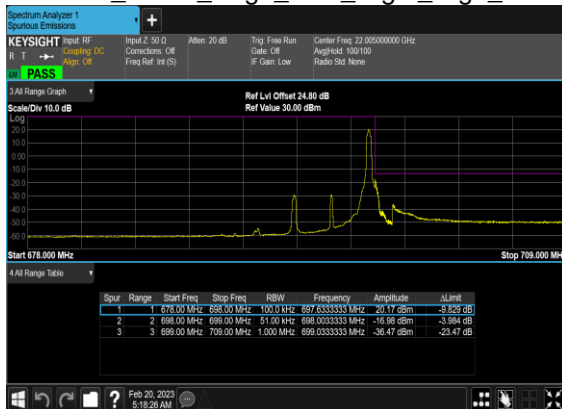 Spectrum Analyzer 1
Spurious Emissions
+
KEYSIGHT Input: RF Input Z: 50 Ω Atten: 20 dB Trig: Free Run Center Freq: 22.005000000 GHz
R T Coupling: DC Corrections: Off Gate: Off Avg|Hold: 100/100
Align: Off Freq Ref: Int (S) IF Gain: Low Radio Std: None
PASS
3 All Range Graph
Ref Lvl Offset 24.80 dB
Scale/Div 10.0 dB Ref Value 30.00 dBm
Log
20.0
10.0
0.00
-10.0
-20.0
-30.0
-40.0
-50.0
-60.0
Start 678.000 MHz Stop 709.000 MH
4 All Range Table
Spur Range Start Freq Stop Freq RBW Frequency Amplitude ΔLimit
1 1 678.00 MHz 698.00 MHz 100.0 kHz 697.6333333 MHz 20.17 dBm -9.829 dB
2 2 698.00 MHz 699.00 MHz 51.00 kHz 698.0033333 MHz -16.98 dBm -3.984 dB
3 3 699.00 MHz 709.00 MHz 1.000 MHz 699.0333333 MHz -36.47 dBm -23.47 dB
? Feb 20, 2023
5:18:26 AM